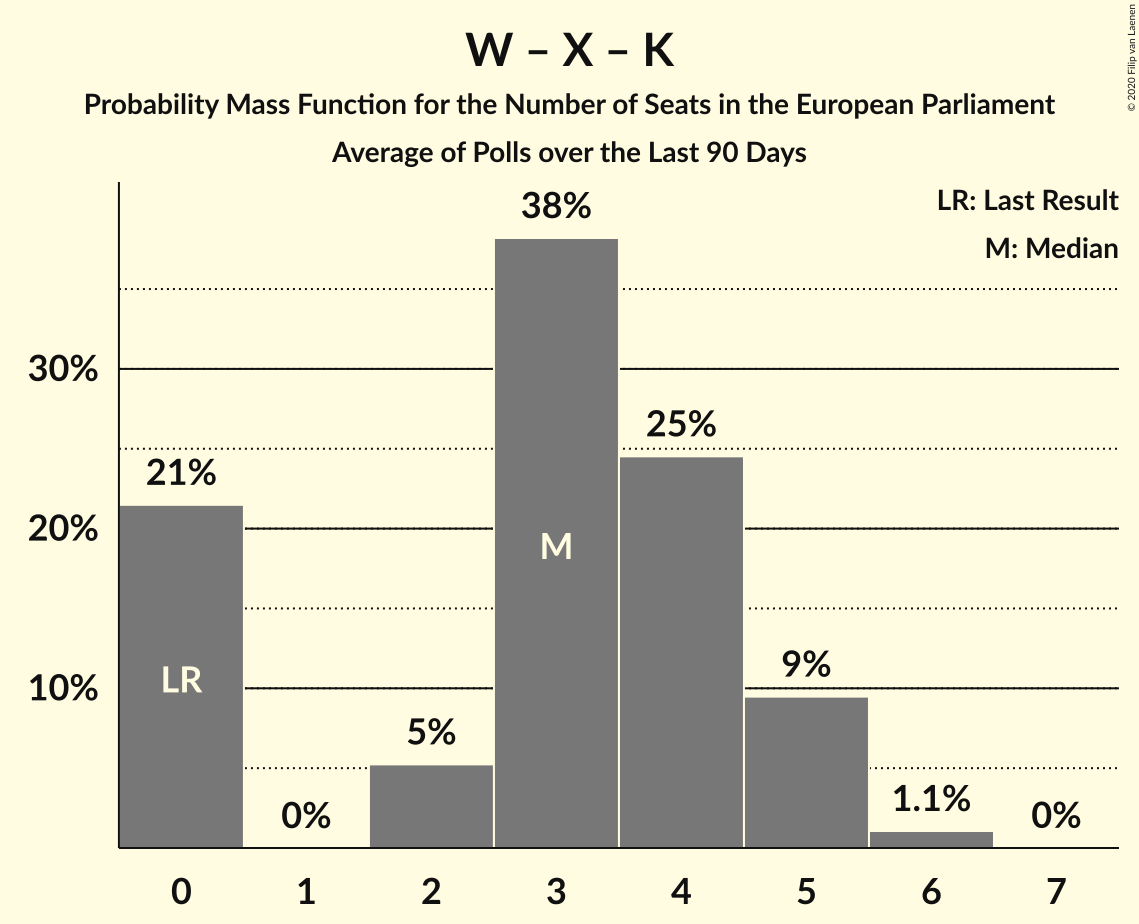 W – X – K
Probability Mass Function for the Number of Seats in the European Parliament
Average of Polls over the Last 90 Days
© 2020 Filip van Laenen
LR: Last Result
M: Median
38%
30%
25%
21%
20%
M
LR
10%
9%
5%
1.1%
0%
0%
0 1 2 3 4 5 6 7